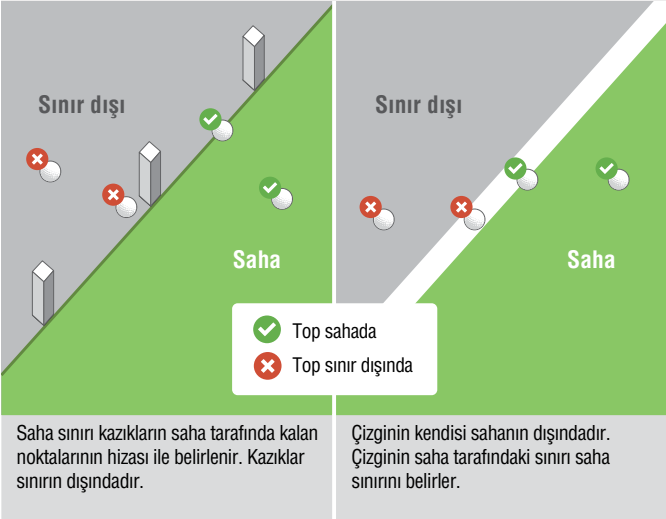 Sınır dışı
Saha
Sınır dışı
Saha
Top sahada
Top sınır dışında
Saha sınırı kazıkların saha tarafında kalan
noktalarının hizası ile belirlenir. Kazıklar
sınırın dışındadır.
Çizginin kendisi sahanın dışındadır.
Çizginin saha tarafındaki sınırı saha
sınırını belirler.